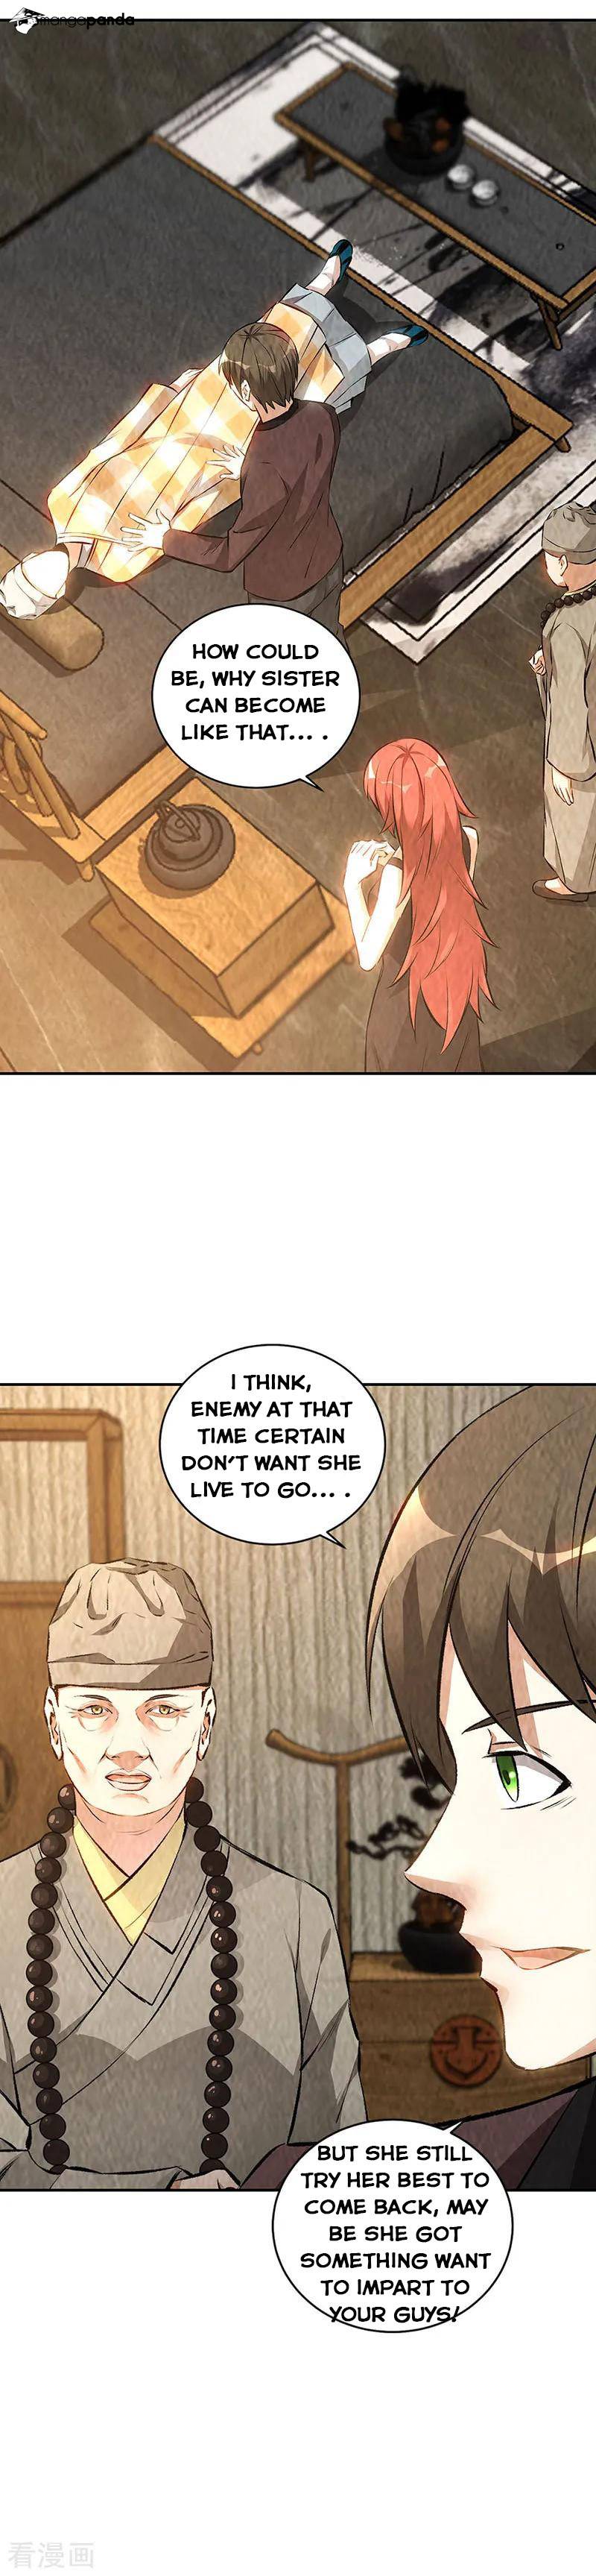 mangapanda
HOW COULD
BE, WHY SISTER
CAN BECOME
LIKE THAT... .
I THINK,
ENEMY AT THAT
TIME CERTAIN
DON'T WANT SHE
LIVE TO GO... .
BUT SHE STILL
TRY HER BEST TO
COME BACK, MAY
BE SHE GOT
SOMETHING WANT
TO IMPART TO
YOUR GUYS!
看漫画